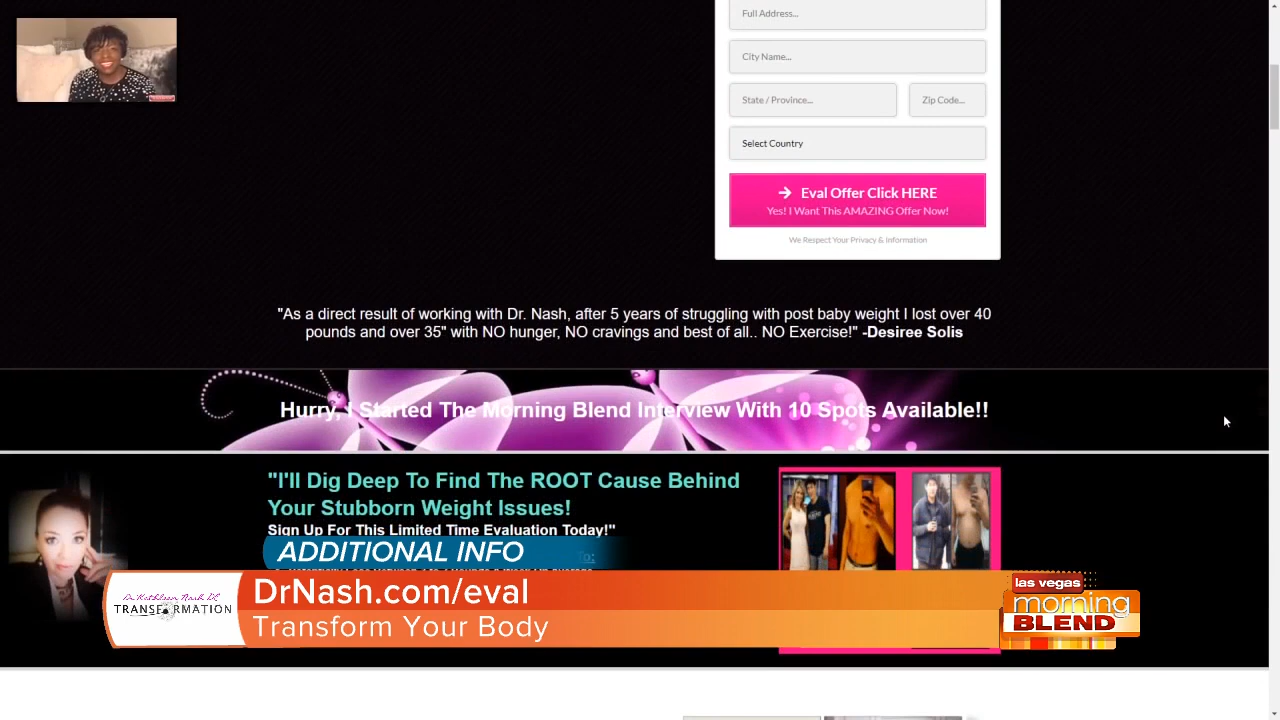 Full Address...
City Name...
State / Province...
Zip Code...
Select Country
Eval Offer Click HERE
Yes! I Want This AMAZING Offer Now!
We Respect Your Privacy & Information
"As a direct result of working with Dr. Nash, after 5 years of struggling with post baby weight I lost over 40
pounds and over 35" with NO hunger, NO cravings and best of all.. NO Exercise!" -Desiree Solis
Hurry, I Started The Morning Blend Interview With 10 Spots Available!!
"I'll Dig Deep To Find The ROOT Cause Behind
Your Stubborn Weight Issues!
Sign Up For This Limited Time Evaluation Today!"
To:
ADDITIONAL INFO
DrNash.com/eval
Transform Your Body
Dr. Kathleen Nash DC
TRANSFORMATION
las vegas
morning
BLEND